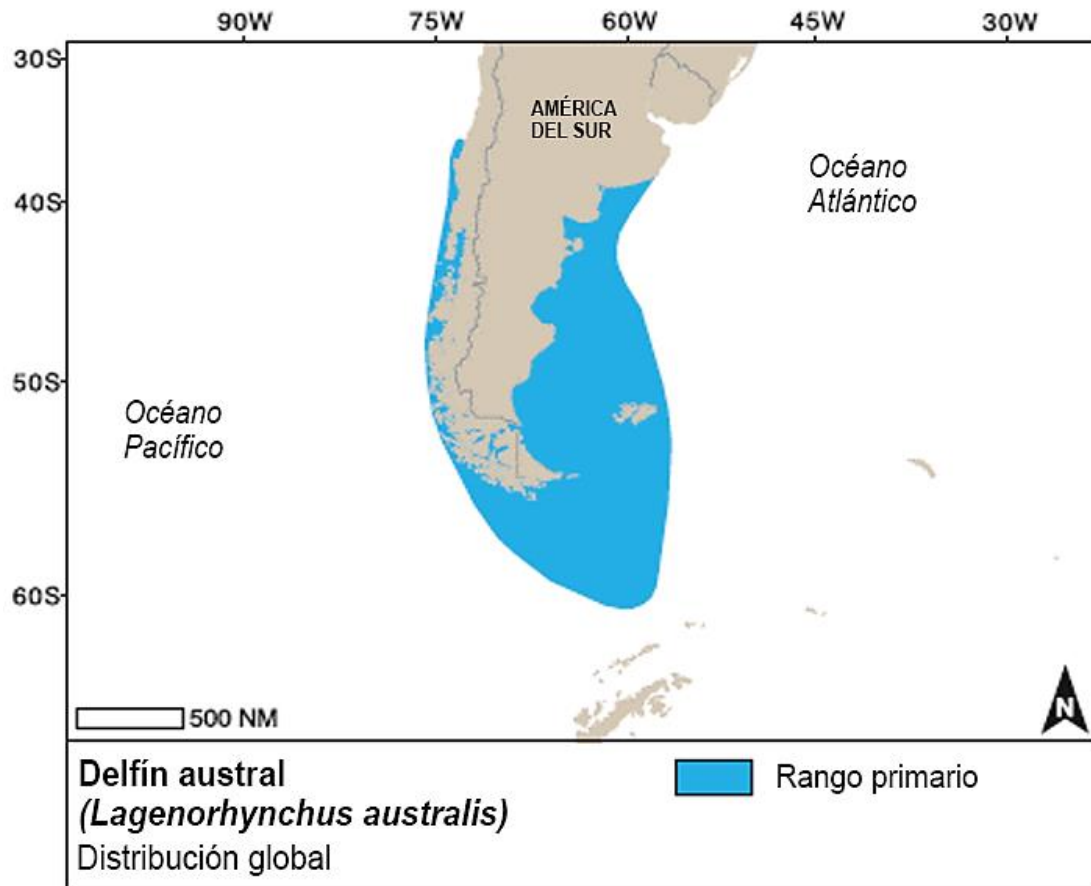 90W 75W 60W 45W 30W
30S
AMÉRICA
DEL SUR
Océano
Atlántico
40S
50S
Océano
Pacífico
60S
500 NM
N
Delfín austral
(Lagenorhynchus australis)
Distribución global
Rango primario